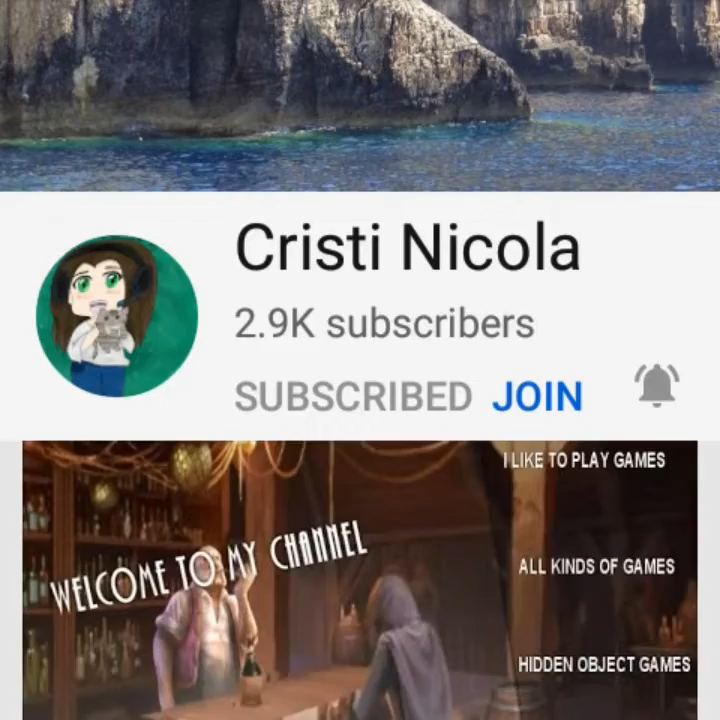 Cristi Nicola
2.9K subscribers
SUBSCRIBED JOIN
I LIKE TO PLAY GAMES
WELCOME TO MY CHANNEL
ALL KINDS OF GAMES
HIDDEN OBJECT GAMES